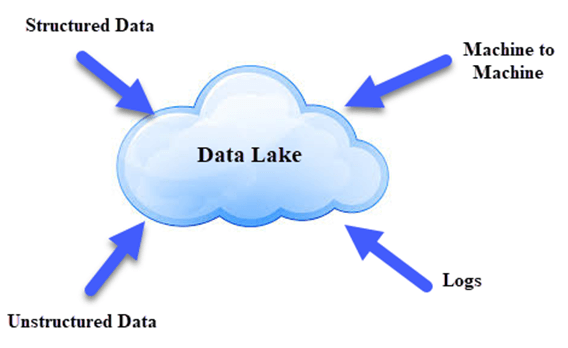 Structured Data
Machine to
Machine
Data Lake
Logs
Unstructured Data